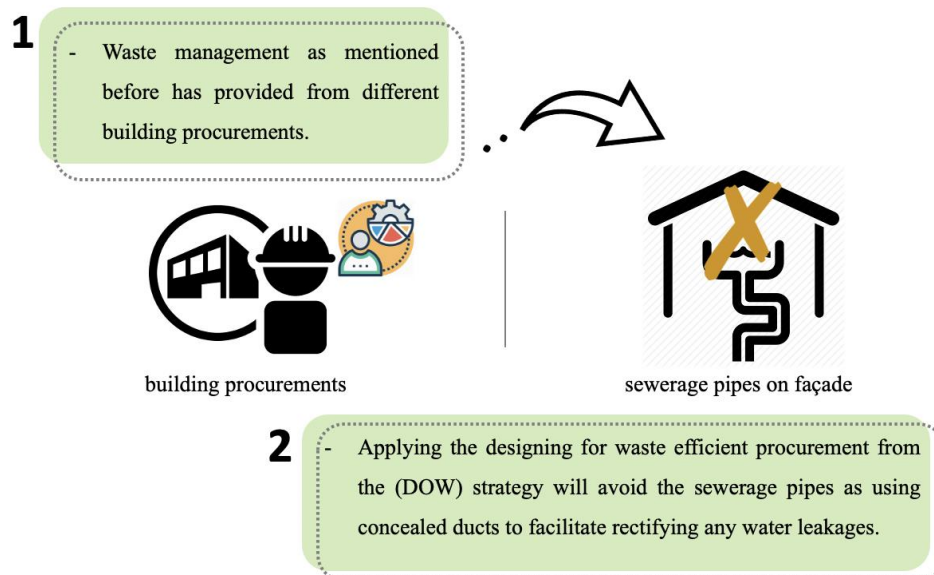 1
- Waste management as mentioned
before has provided from different
building procurements.
building procurements
sewerage pipes on façade
2
- Applying the designing for waste efficient procurement from
the (DOW) strategy will avoid the sewerage pipes as using
concealed ducts to facilitate rectifying any water leakages.